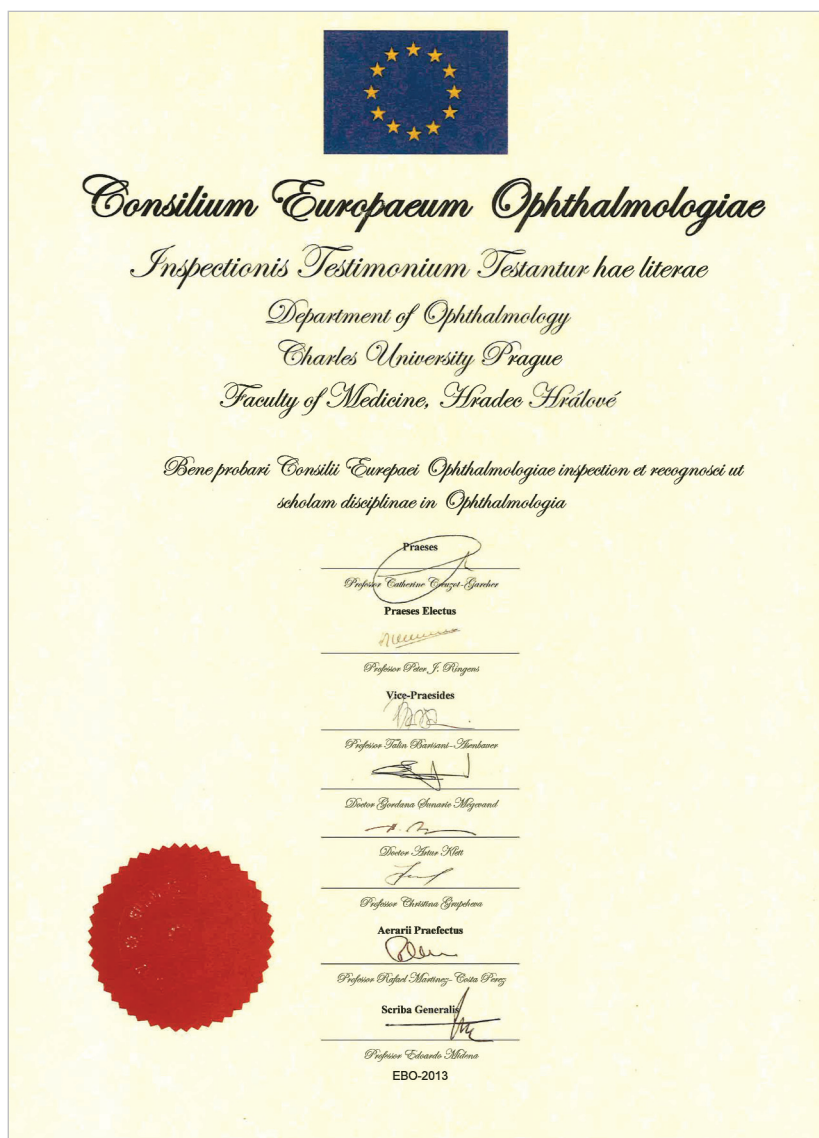 Consilium Europaeum Ophthalmologiae
Inspectionis Testimonium Testantur hae literae
Department of Ophthalmology
Charles University Prague
Faculty of Medicine, Hradec Hrálové
Bene probari Consilii Eurepaei Ophthalmologiae inspection et recognosci ut
scholam disciplinae in Ophthalmologia
Praeses
Professor Catherine Creuzot-Garcher
Praeses Electus
Professor Peter J. Ringens
Vice-Praesides
Professor Talin Barisani-Asenbauer
Doctor Gordana Sunaric Mégevand
Doctor Artur Klett
Professor Christina Grupcheva
Aerarii Praefectus
Professor Rafael Martinez-Costa Perez
Scriba Generalis
Professor Edoardo Midena
EBO-2013